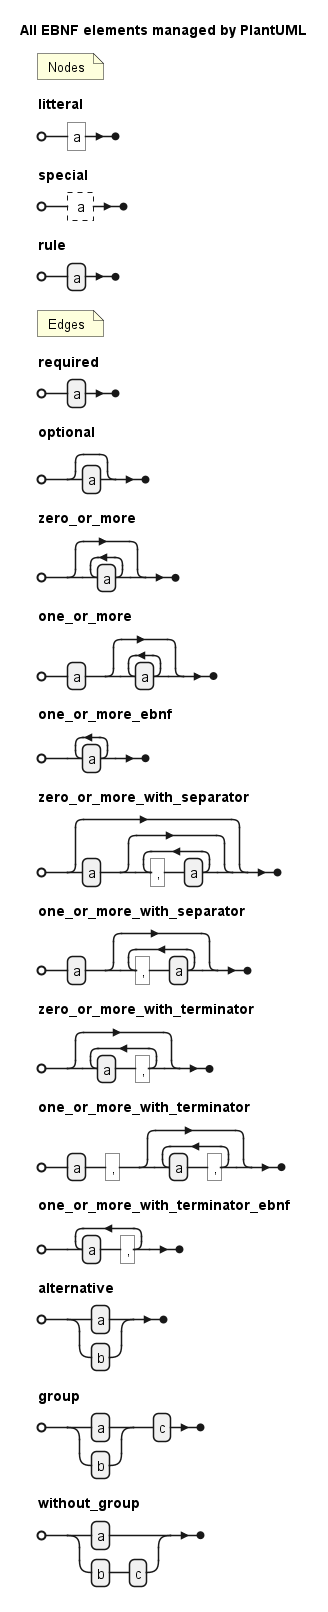 All EBNF elements managed by PlantUML
Nodes
litteral
a
special
a
rule
a
Edges
required
a
optional
a
zero_or_more
a
one_or_more
a a
one_or_more_ebnf
a
zero_or_more_with_separator
a , a
one_or_more_with_separator
a , a
zero_or_more_with_terminator
a ,
one_or_more_with_terminator
a , a ,
one_or_more_with_terminator_ebnf
a ,
alternative
a
b
group
a c
b
without_group
a
b c